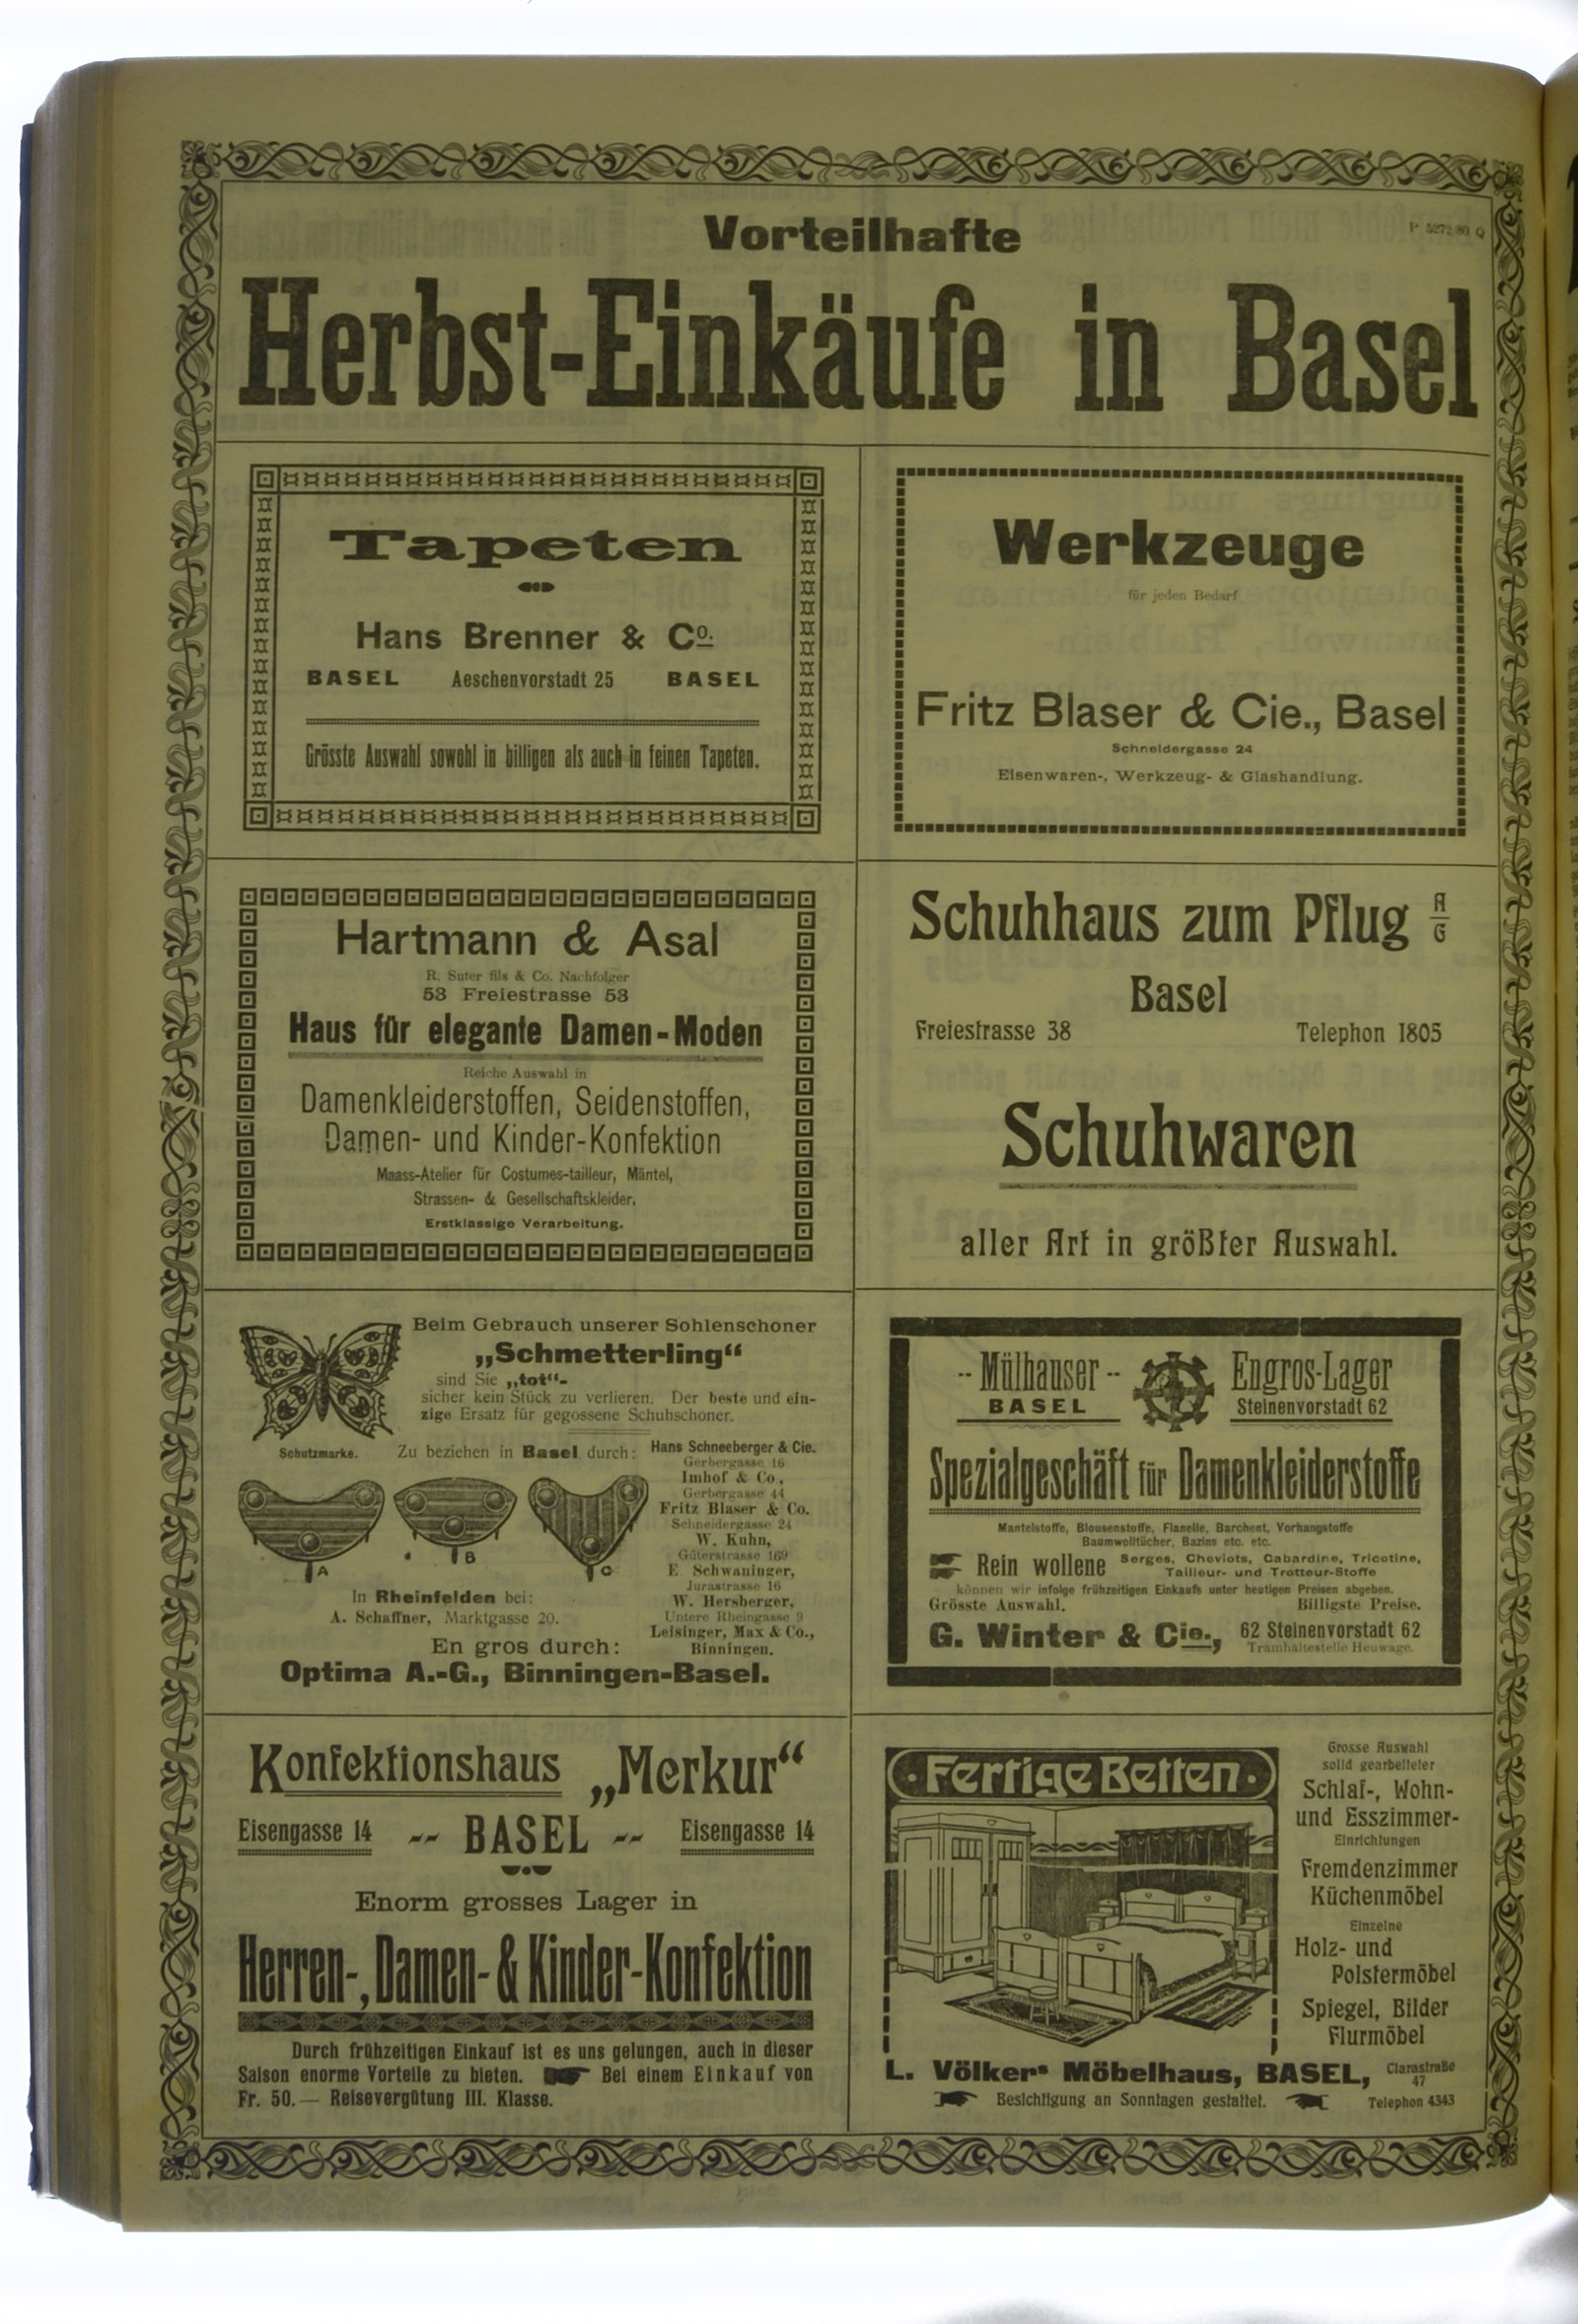 Vorteilhafte
P 5272/80 Q
Herbst-Einkäufe in Basel
Tapeten
Hans Brenner & Co.
BASEL Aeschenvorstadt 25 BASEL
Grösste Auswahl sowohl in billigen als auch in feinen Tapeten.
Werkzeuge
für jeden Bedarf
Fritz Blaser & Cie., Basel
Schneidergasse 24
Eisenwaren-, Werkzeug- & Glashandlung.
Hartmann & Asal
R. Suter fils & Co. Nachfolger
53 Freiestrasse 53
Haus für elegante Damen-Moden
Reiche Auswahl in
Damenkleiderstoffen, Seidenstoffen,
Damen- und Kinder-Konfektion
Maass-Atelier für Costumes-tailleur, Mäntel,
Strassen- & Gesellschaftskleider.
Erstklassige Verarbeitung.
Schuhhaus zum Pflug A G
Basel
Freiestrasse 38 Telephon 1805
Schuhwaren
aller Art in größter Auswahl.
Beim Gebrauch unserer Sohlenschoner
„Schmetterling“
sind Sie „tot“-
sicher kein Stück zu verlieren. Der beste und ein-
zige Ersatz für gegossene Schuhschoner.
Schutzmarke.
Zu beziehen in Basel durch:
Hans Schneeberger & Cie.
Gerbergasse 16
Imhof & Co.,
Gerbergasse 44
Fritz Blaser & Co.
Schneidergasse 24
W. Kuhn,
Güterstrasse 169
E. Schwaninger,
Jurastrasse 16
W. Hersberger,
Untere Rheingasse 9
Leisinger, Max & Co.,
Binningen.
A
B
C
In Rheinfelden bei:
A. Schaffner, Marktgasse 20.
En gros durch:
Optima A.-G., Binningen-Basel.
-- Mülhauser -- Engros-Lager
BASEL Steinenvorstadt 62
Spezialgeschäft für Damenkleiderstoffe
Mantelstoffe, Blousenstoffe, Flanelle, Barchent, Vorhangstoffe
Baumwolltücher, Bazins etc. etc.
Rein wollene Serges, Cheviots, Gabardine, Tricotine,
Tailleur- und Trotteur-Stoffe
können wir infolge frühzeitigen Einkaufs unter heutigen Preisen abgeben.
Grösste Auswahl. Billigste Preise.
G. Winter & Cie., 62 Steinenvorstadt 62
Tramhaltestelle Heuwage.
Konfektionshaus „Merkur“
Eisengasse 14 -- BASEL -- Eisengasse 14
Enorm grosses Lager in
Herren-, Damen- & Kinder-Konfektion
Durch frühzeitigen Einkauf ist es uns gelungen, auch in dieser
Saison enorme Vorteile zu bieten. Bei einem Einkauf von
Fr. 50.— Reisevergütung III. Klasse.
Fertige Betten
Grosse Auswahl
solid gearbeiteter
Schlaf-, Wohn-
und Esszimmer-
Einrichtungen
Fremdenzimmer
Küchenmöbel
Einzelne
Holz- und
Polstermöbel
Spiegel, Bilder
Flurmöbel
L. Völkers Möbelhaus, BASEL, Clarastraße
47
Besichtigung an Sonntagen gestattet. Telephon 4343